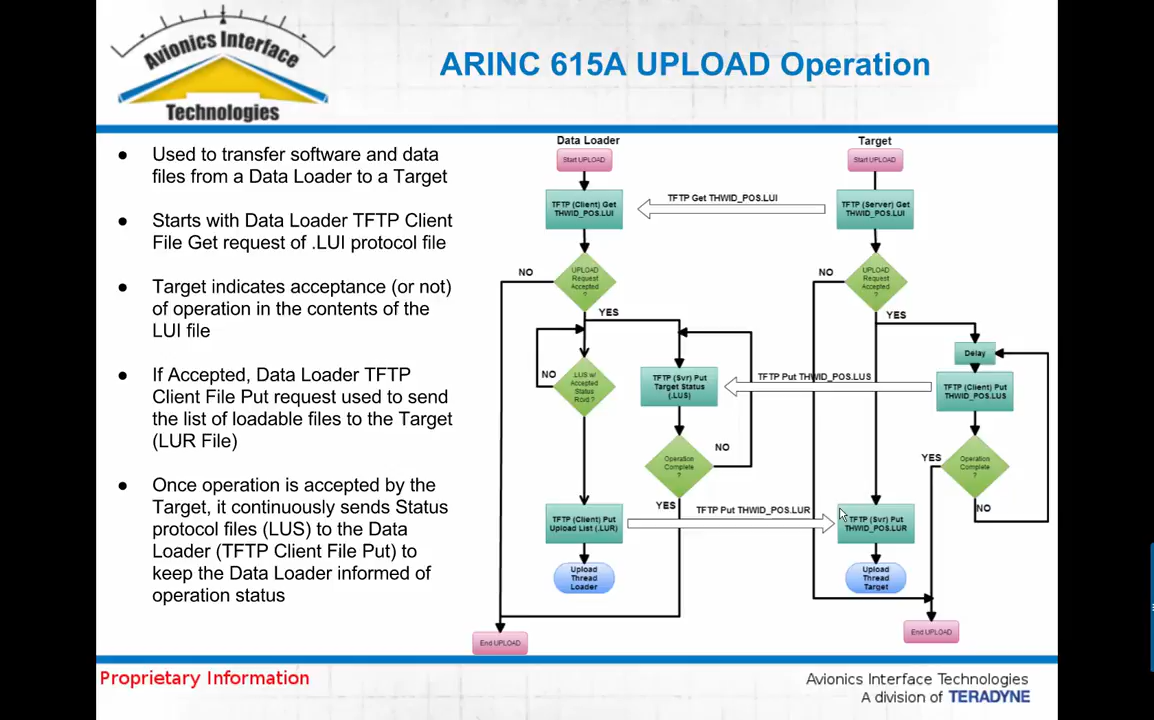 Avionics Interface
Technologies
ARINC 615A UPLOAD Operation
● Used to transfer software and data
files from a Data Loader to a Target
● Starts with Data Loader TFTP Client
File Get request of .LUI protocol file
● Target indicates acceptance (or not)
of operation in the contents of the
LUI file
● If Accepted, Data Loader TFTP
Client File Put request used to send
the list of loadable files to the Target
(LUR File)
● Once operation is accepted by the
Target, it continuously sends Status
protocol files (LUS) to the Data
Loader (TFTP Client File Put) to
keep the Data Loader informed of
operation status
Data Loader
Start UPLOAD
TFTP (Client) Get
THWID_POS.LUI
TFTP Get THWID_POS.LUI
UPLOAD
Request
Accepted
?
NO
YES
NO
.LUS w/
Accepted
Status
Rcvd ?
TFTP (Svr) Put
Target Status
(.LUS)
TFTP Put THWID_POS.LUS
Operation
Complete
?
NO
YES
TFTP (Client) Put
Upload List (.LUR)
TFTP Put THWID_POS.LUR
Upload
Thread
Loader
End UPLOAD
Target
Start UPLOAD
TFTP (Server) Get
THWID_POS.LUI
UPLOAD
Request
Accepted
?
NO
YES
Delay
TFTP (Client) Put
THWID_POS.LUS
Operation
Complete
?
YES
NO
TFTP (Svr) Put
THWID_POS.LUR
Upload
Thread
Target
End UPLOAD
Proprietary Information
Avionics Interface Technologies
A division of TERADYNE